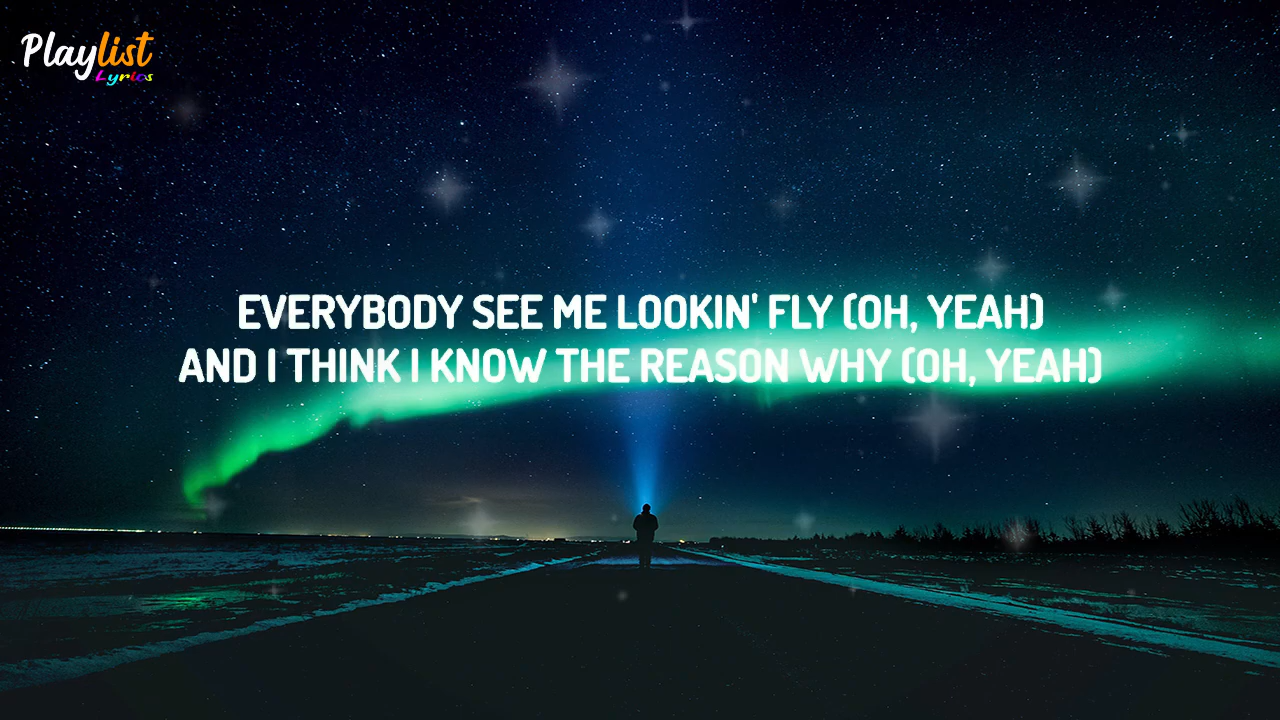 Playlist
Lyrics
EVERYBODY SEE ME LOOKIN' FLY (OH, YEAH)
AND I THINK I KNOW THE REASON WHY (OH, YEAH)